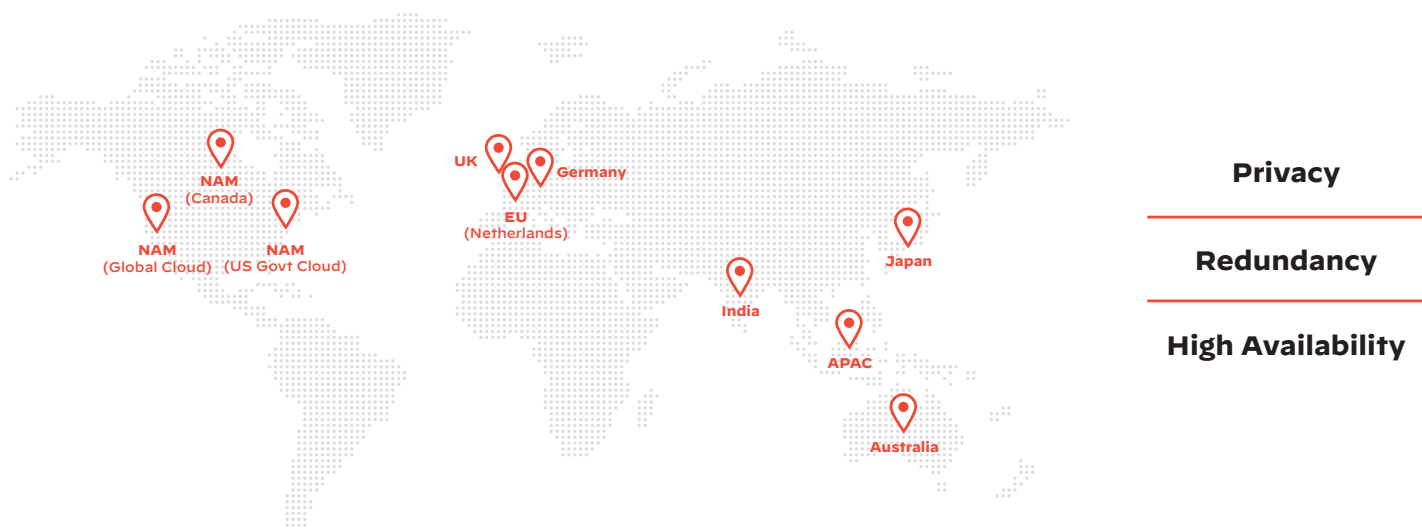 NAM
(Canada)
NAM
(Global Cloud)
NAM
(US Govt Cloud)
UK
Germany
EU
(Netherlands)
Japan
India
APAC
Australia
Privacy
Redundancy
High Availability